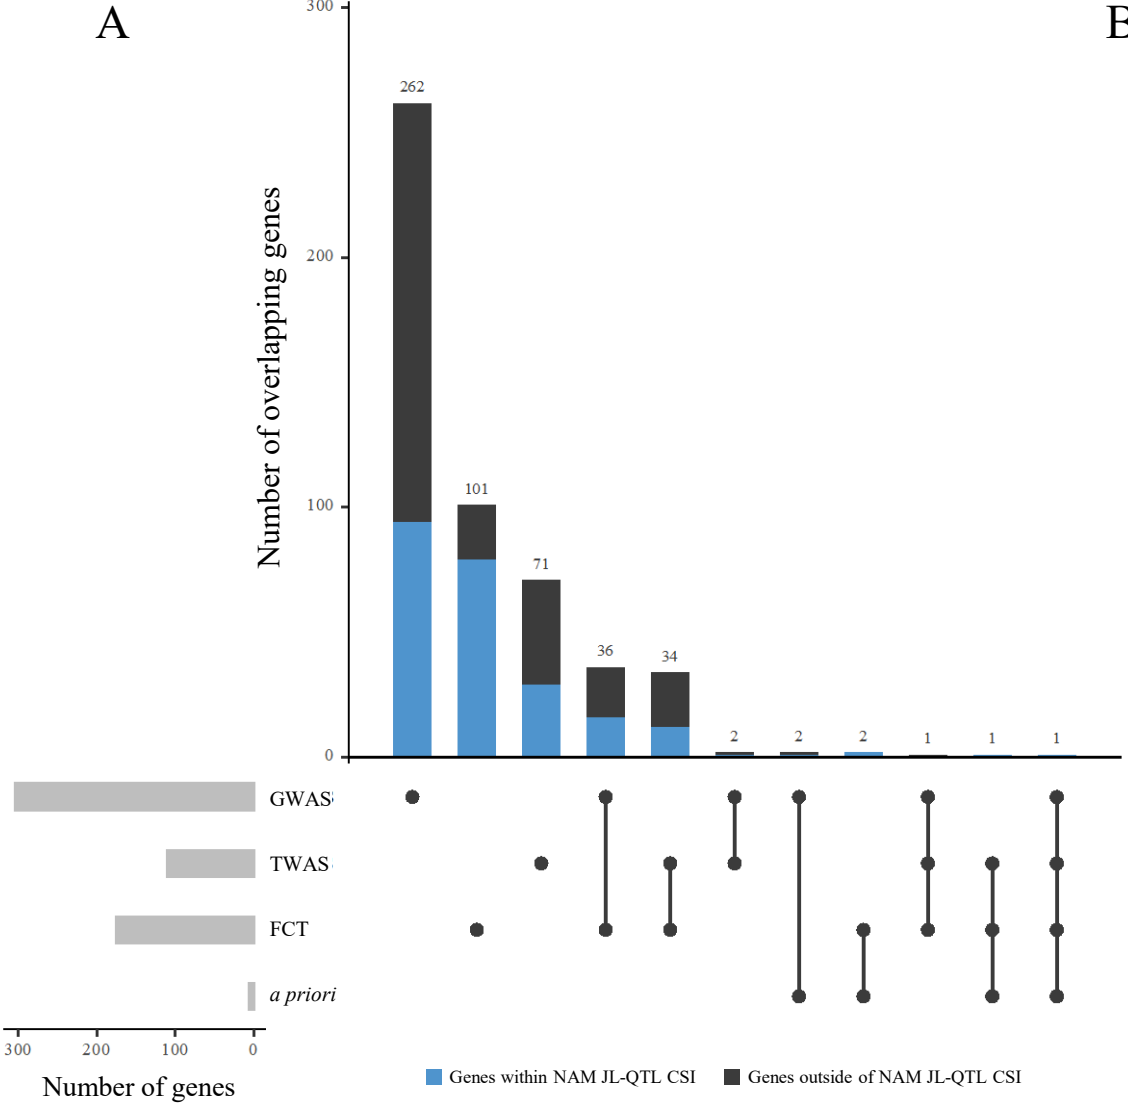 A
B
300
262
200
101
100
71
36
34
2
2
2
1
1
1
0
Number of overlapping genes
GWAS
TWAS
FCT
a priori
300 200 100 0
Number of genes
Genes within NAM JL-QTL CSI Genes outside of NAM JL-QTL CSI